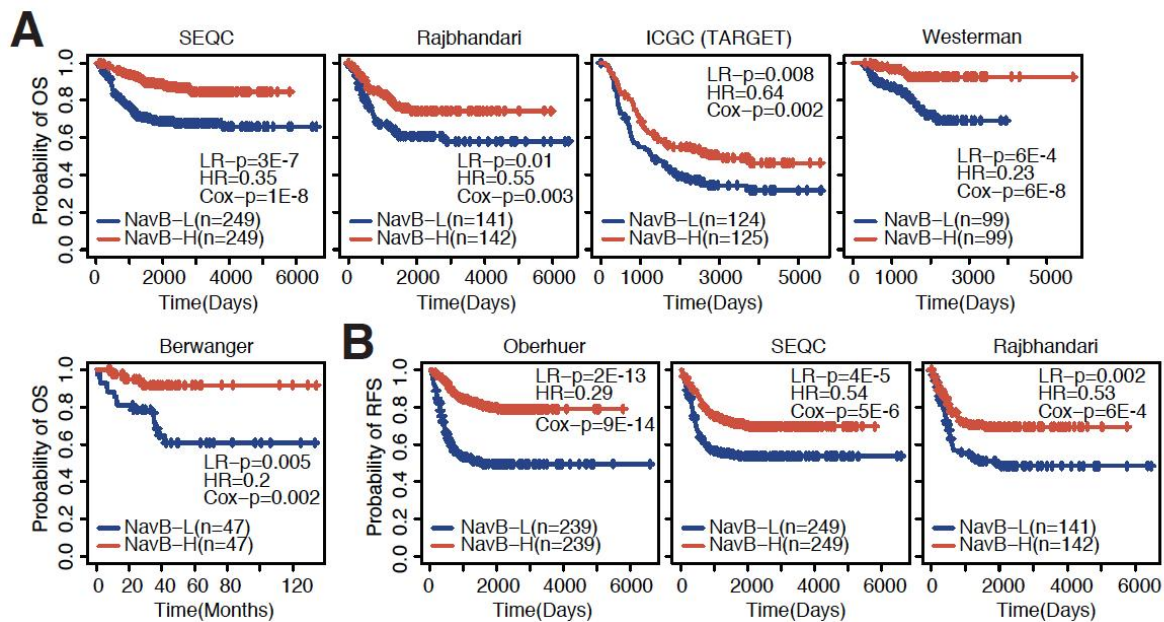 A
SEQC
Probability of OS
1.0
0.8
0.6
0.4
0.2
0.0
LR-p=3E-7
HR=0.35
Cox-p=1E-8
NavB-L(n=249)
NavB-H(n=249)
0 2000 4000 6000
Time(Days)
Rajbhandari
LR-p=0.01
HR=0.55
Cox-p=0.003
NavB-L(n=141)
NavB-H(n=142)
0 2000 4000 6000
Time(Days)
ICGC (TARGET)
LR-p=0.008
HR=0.64
Cox-p=0.002
NavB-L(n=124)
NavB-H(n=125)
0 1000 3000 5000
Time(Days)
Westerman
LR-p=6E-4
HR=0.23
Cox-p=6E-8
NavB-L(n=99)
NavB-H(n=99)
0 1000 3000 5000
Time(Days)
Berwanger
Probability of OS
1.0
0.8
0.6
0.4
0.2
0.0
LR-p=0.005
HR=0.2
Cox-p=0.002
NavB-L(n=47)
NavB-H(n=47)
0 20 40 60 80 120
Time(Months)
B
Oberhuer
Probability of RFS
1.0
0.8
0.6
0.4
0.2
0.0
LR-p=2E-13
HR=0.29
Cox-p=9E-14
NavB-L(n=239)
NavB-H(n=239)
0 2000 4000 6000
Time(Days)
SEQC
LR-p=4E-5
HR=0.54
Cox-p=5E-6
NavB-L(n=249)
NavB-H(n=249)
0 2000 4000 6000
Time(Days)
Rajbhandari
LR-p=0.002
HR=0.53
Cox-p=6E-4
NavB-L(n=141)
NavB-H(n=142)
0 2000 4000 6000
Time(Days)